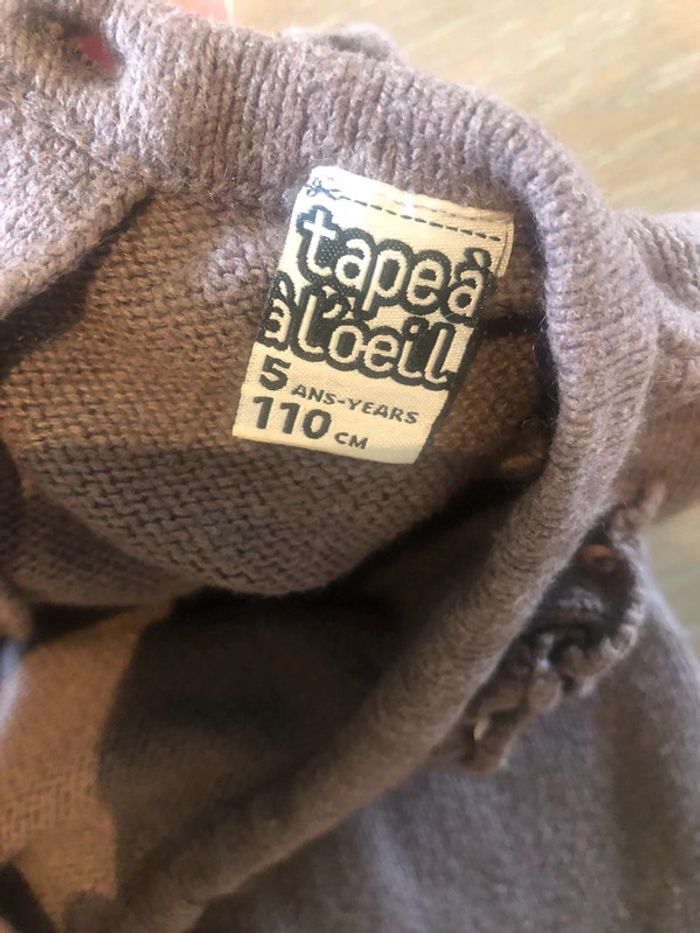 tapeà
à l'oeil
5 ANS-YEARS
110 CM